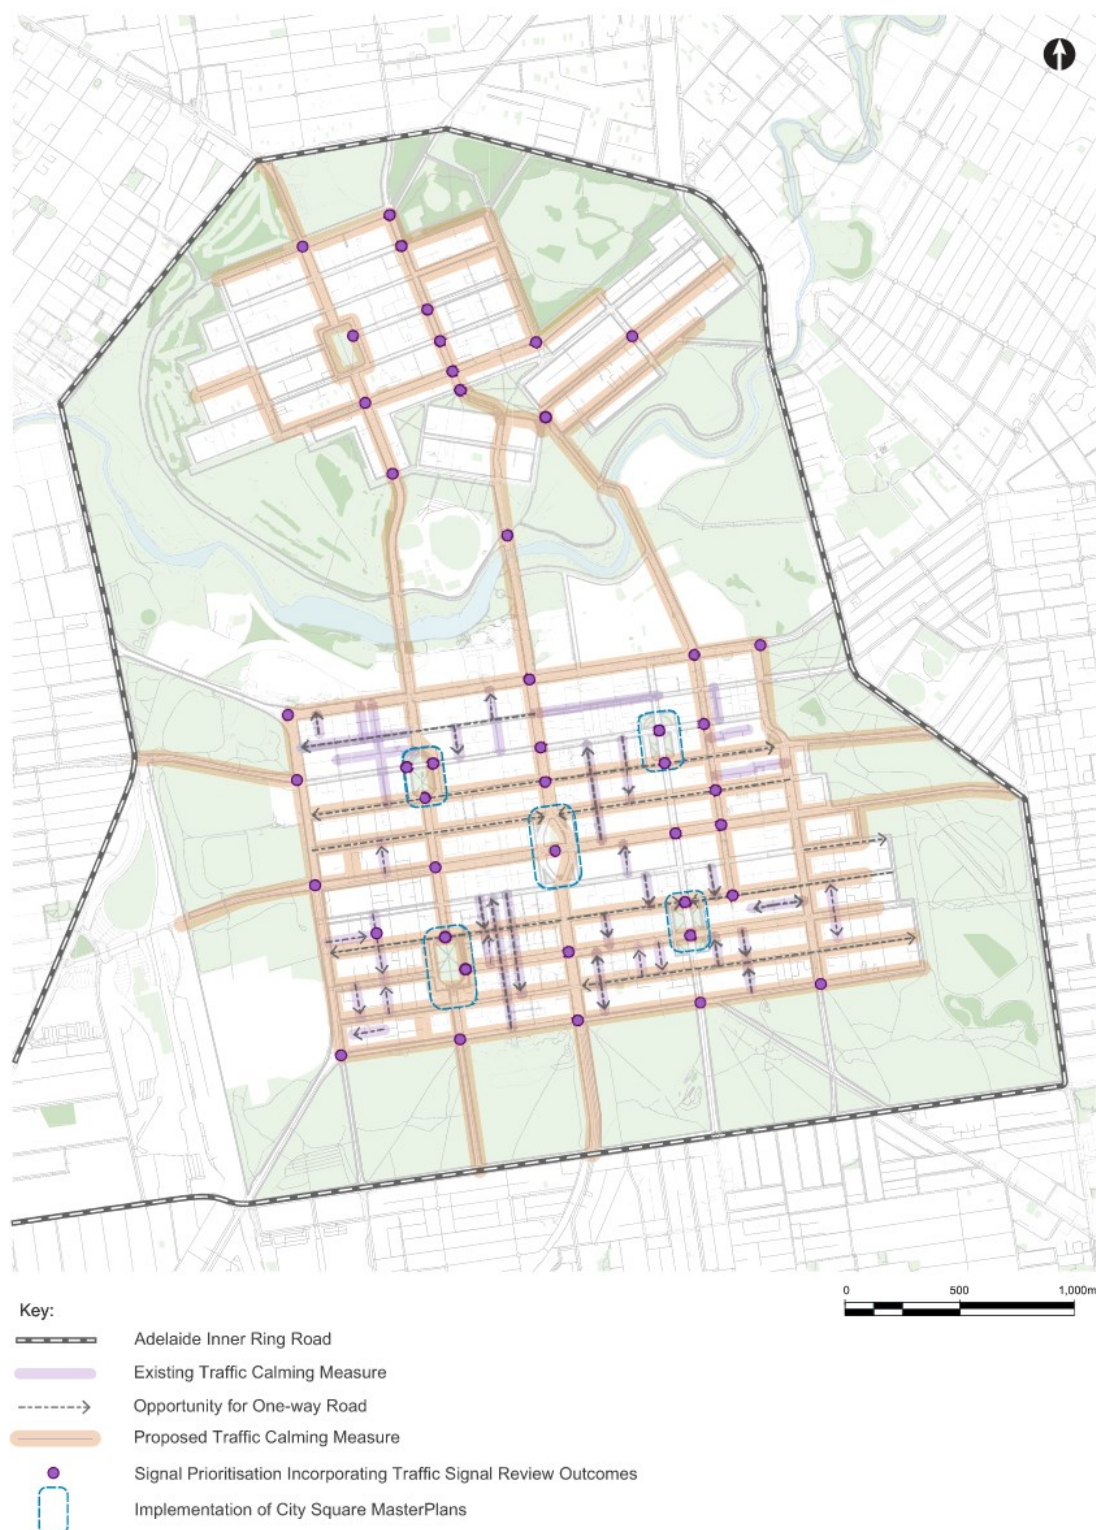 0 500 1,000m
Key:
Adelaide Inner Ring Road
Existing Traffic Calming Measure
Opportunity for One-way Road
Proposed Traffic Calming Measure
Signal Prioritisation Incorporating Traffic Signal Review Outcomes
Implementation of City Square MasterPlans